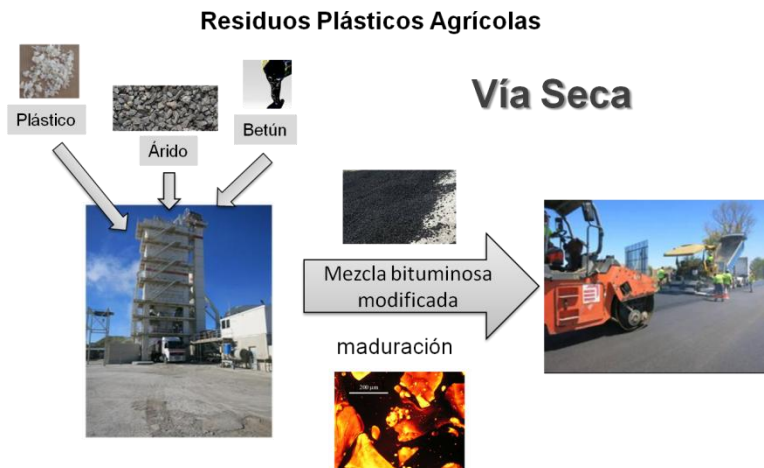 Residuos Plásticos Agrícolas
Vía Seca
Plástico
Árido
Betún
Mezcla bituminosa
modificada
maduración
200 µm